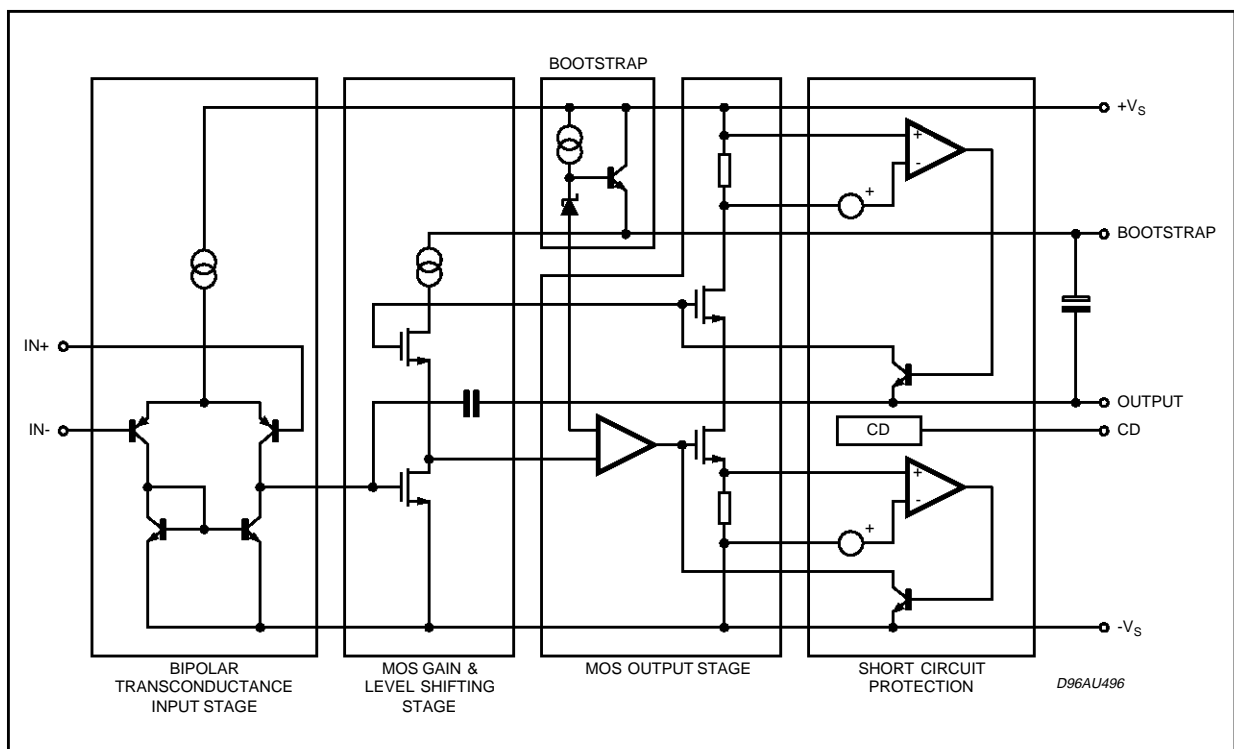 BOOTSTRAP
+VS
+
-
+
BOOTSTRAP
IN+
OUTPUT
IN-
CD
CD
+
-
+
-VS
BIPOLAR
TRANSCONDUCTANCE
INPUT STAGE
MOS GAIN &
LEVEL SHIFTING
STAGE
MOS OUTPUT STAGE
SHORT CIRCUIT
PROTECTION
D96AU496